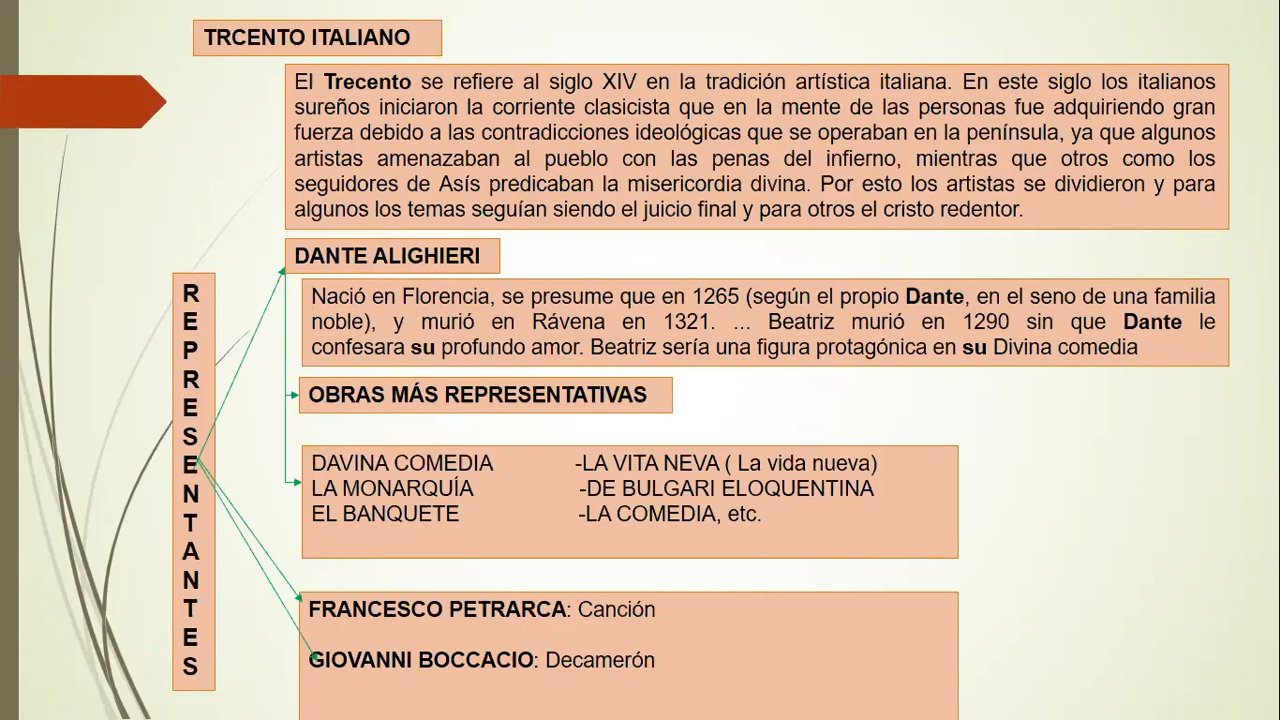 TRCENTO ITALIANO
El Trecento se refiere al siglo XIV en la tradición artística italiana. En este siglo los italianos
sureños iniciaron la corriente clasicista que en la mente de las personas fue adquiriendo gran
fuerza debido a las contradicciones ideológicas que se operaban en la península, ya que algunos
artistas amenazaban al pueblo con las penas del infierno, mientras que otros como los
seguidores de Asís predicaban la misericordia divina. Por esto los artistas se dividieron y para
algunos los temas seguían siendo el juicio final y para otros el cristo redentor.
REPRESENTANTES
DANTE ALIGHIERI
Nació en Florencia, se presume que en 1265 (según el propio Dante, en el seno de una familia
noble), y murió en Rávena en 1321. ... Beatriz murió en 1290 sin que Dante le
confesara su profundo amor. Beatriz sería una figura protagónica en su Divina comedia
OBRAS MÁS REPRESENTATIVAS
DAVINA COMEDIA -LA VITA NEVA ( La vida nueva)
LA MONARQUÍA -DE BULGARI ELOQUENTINA
EL BANQUETE -LA COMEDIA, etc.
FRANCESCO PETRARCA: Canción
GIOVANNI BOCCACIO: Decamerón